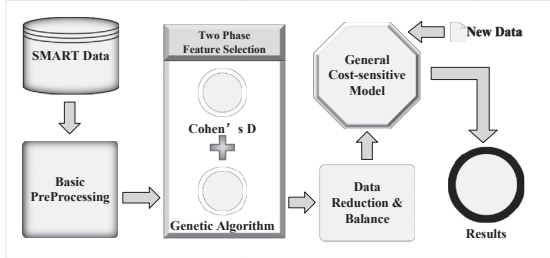 SMART Data
Basic
PreProcessing
Two Phase
Feature Selection
Cohen’s D
Genetic Algorithm
Data
Reduction &
Balance
General
Cost-sensitive
Model
New Data
Results